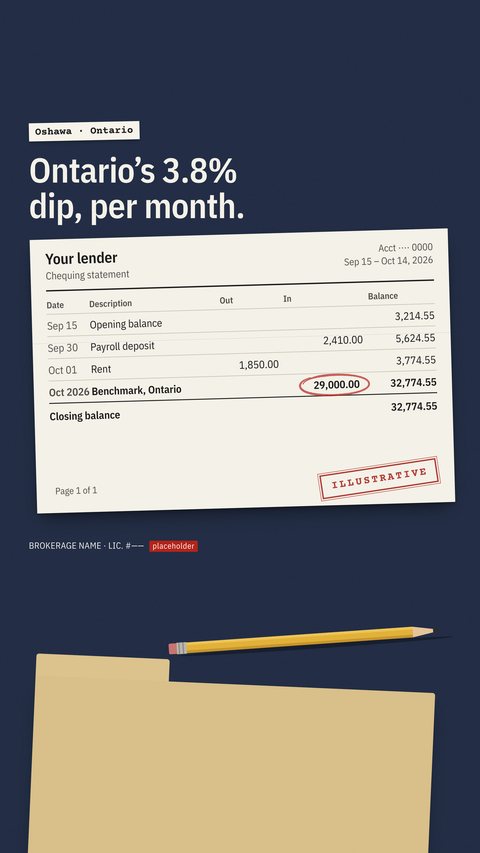 Oshawa · Ontario
Ontario’s 3.8%
dip, per month.
Your lender
Chequing statement
Acct ···· 0000
Sep 15 – Oct 14, 2026
Date Description Out In Balance
Sep 15 Opening balance 3,214.55
Sep 30 Payroll deposit 2,410.00 5,624.55
Oct 01 Rent 1,850.00 3,774.55
Oct 2026 Benchmark, Ontario 29,000.00 32,774.55
Closing balance 32,774.55
Page 1 of 1
ILLUSTRATIVE
BROKERAGE NAME · LIC. #—— placeholder